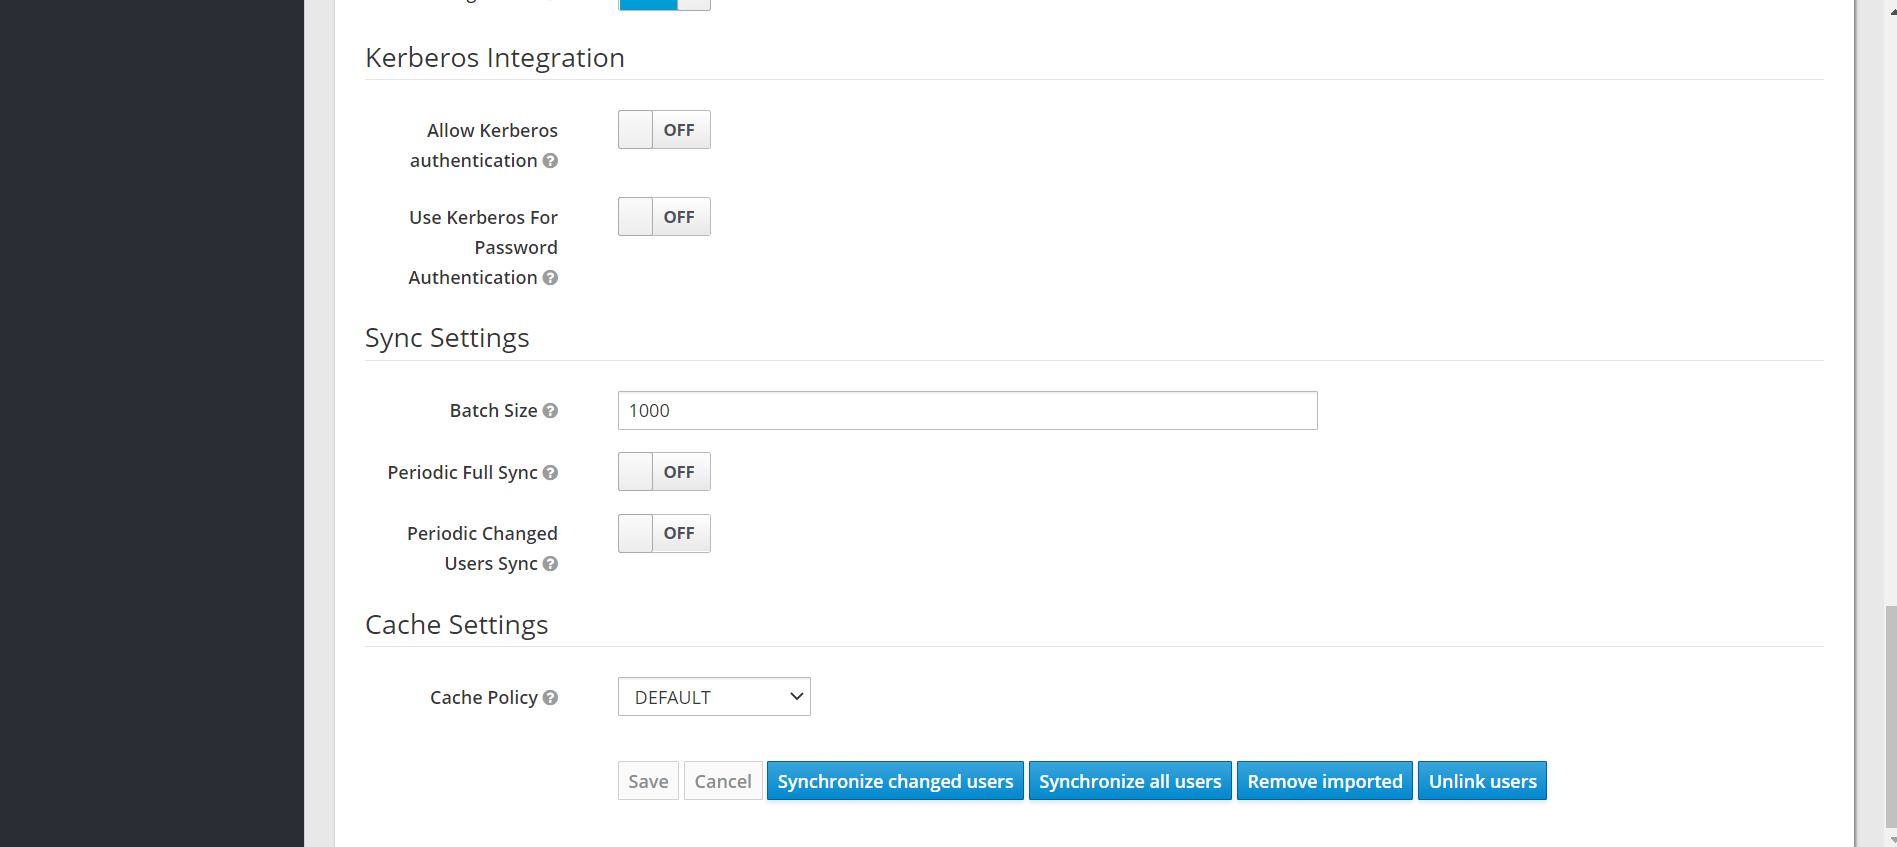 Kerberos Integration
Allow Kerberos
authentication
OFF
Use Kerberos For
Password
Authentication
OFF
Sync Settings
Batch Size
1000
Periodic Full Sync
OFF
Periodic Changed
Users Sync
OFF
Cache Settings
Cache Policy
DEFAULT
Save Cancel Synchronize changed users Synchronize all users Remove imported Unlink users